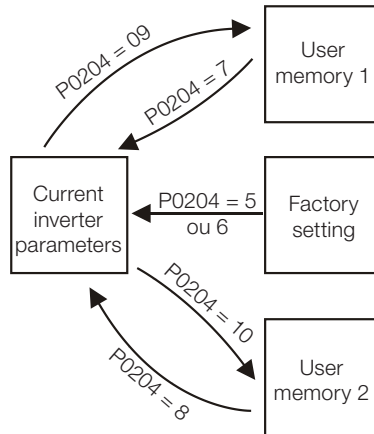 P0204 = 09
User
memory 1
P0204 = 7
Current
inverter
parameters
P0204 = 5
ou 6
Factory
setting
P0204 = 10
P0204 = 8
User
memory 2